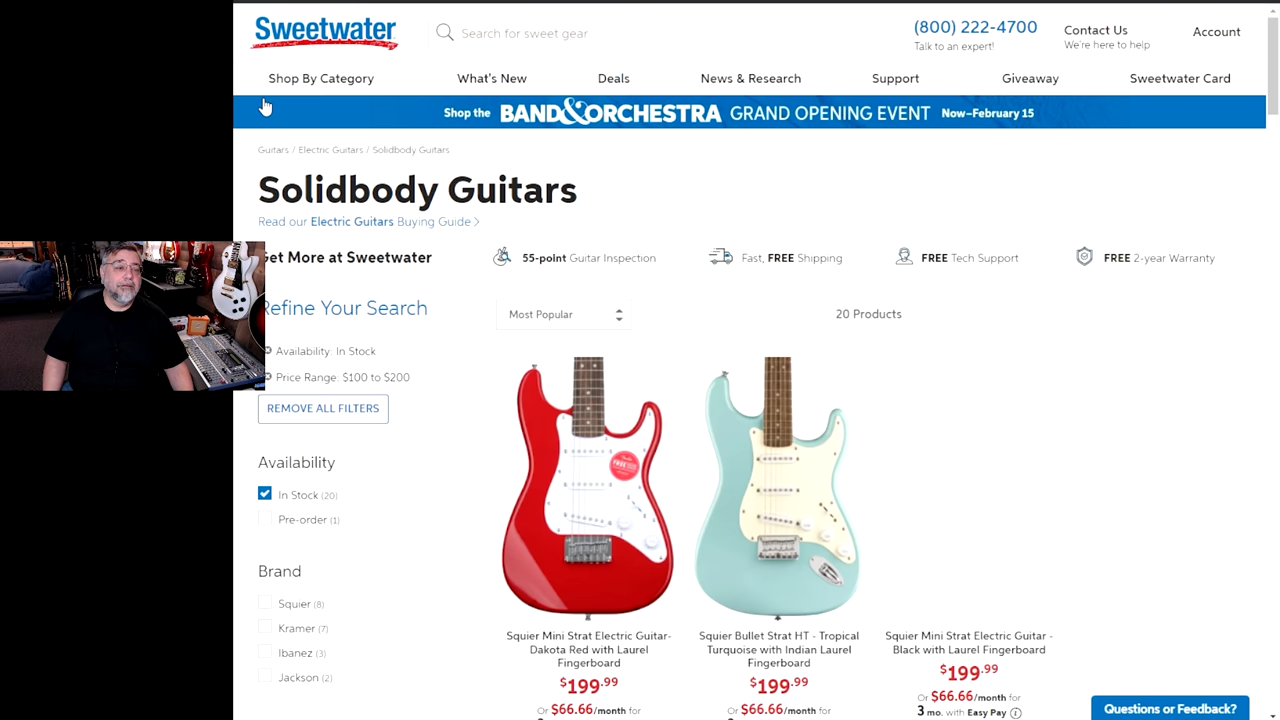 Sweetwater
Search for sweet gear
(800) 222-4700
Talk to an expert!
Contact Us
We're here to help
Account
Shop By Category
What's New
Deals
News & Research
Support
Giveaway
Sweetwater Card
Shop the BAND & ORCHESTRA GRAND OPENING EVENT Now–February 15
Guitars / Electric Guitars / Solidbody Guitars
Solidbody Guitars
Read our Electric Guitars Buying Guide >
Get More at Sweetwater
55-point Guitar Inspection
Fast, FREE Shipping
FREE Tech Support
FREE 2-year Warranty
Refine Your Search
Availability: In Stock
Price Range: $100 to $200
REMOVE ALL FILTERS
Availability
In Stock (20)
Pre-order (1)
Brand
Squier (8)
Kramer (7)
Ibanez (3)
Jackson (2)
Most Popular
20 Products
Squier Mini Strat Electric Guitar-
Dakota Red with Laurel
Fingerboard
$199.99
Or $66.66/month for
Squier Bullet Strat HT - Tropical
Turquoise with Indian Laurel
Fingerboard
$199.99
Or $66.66/month for
Squier Mini Strat Electric Guitar -
Black with Laurel Fingerboard
$199.99
Or $66.66/month for
3 mo. with Easy Pay
Questions or Feedback?